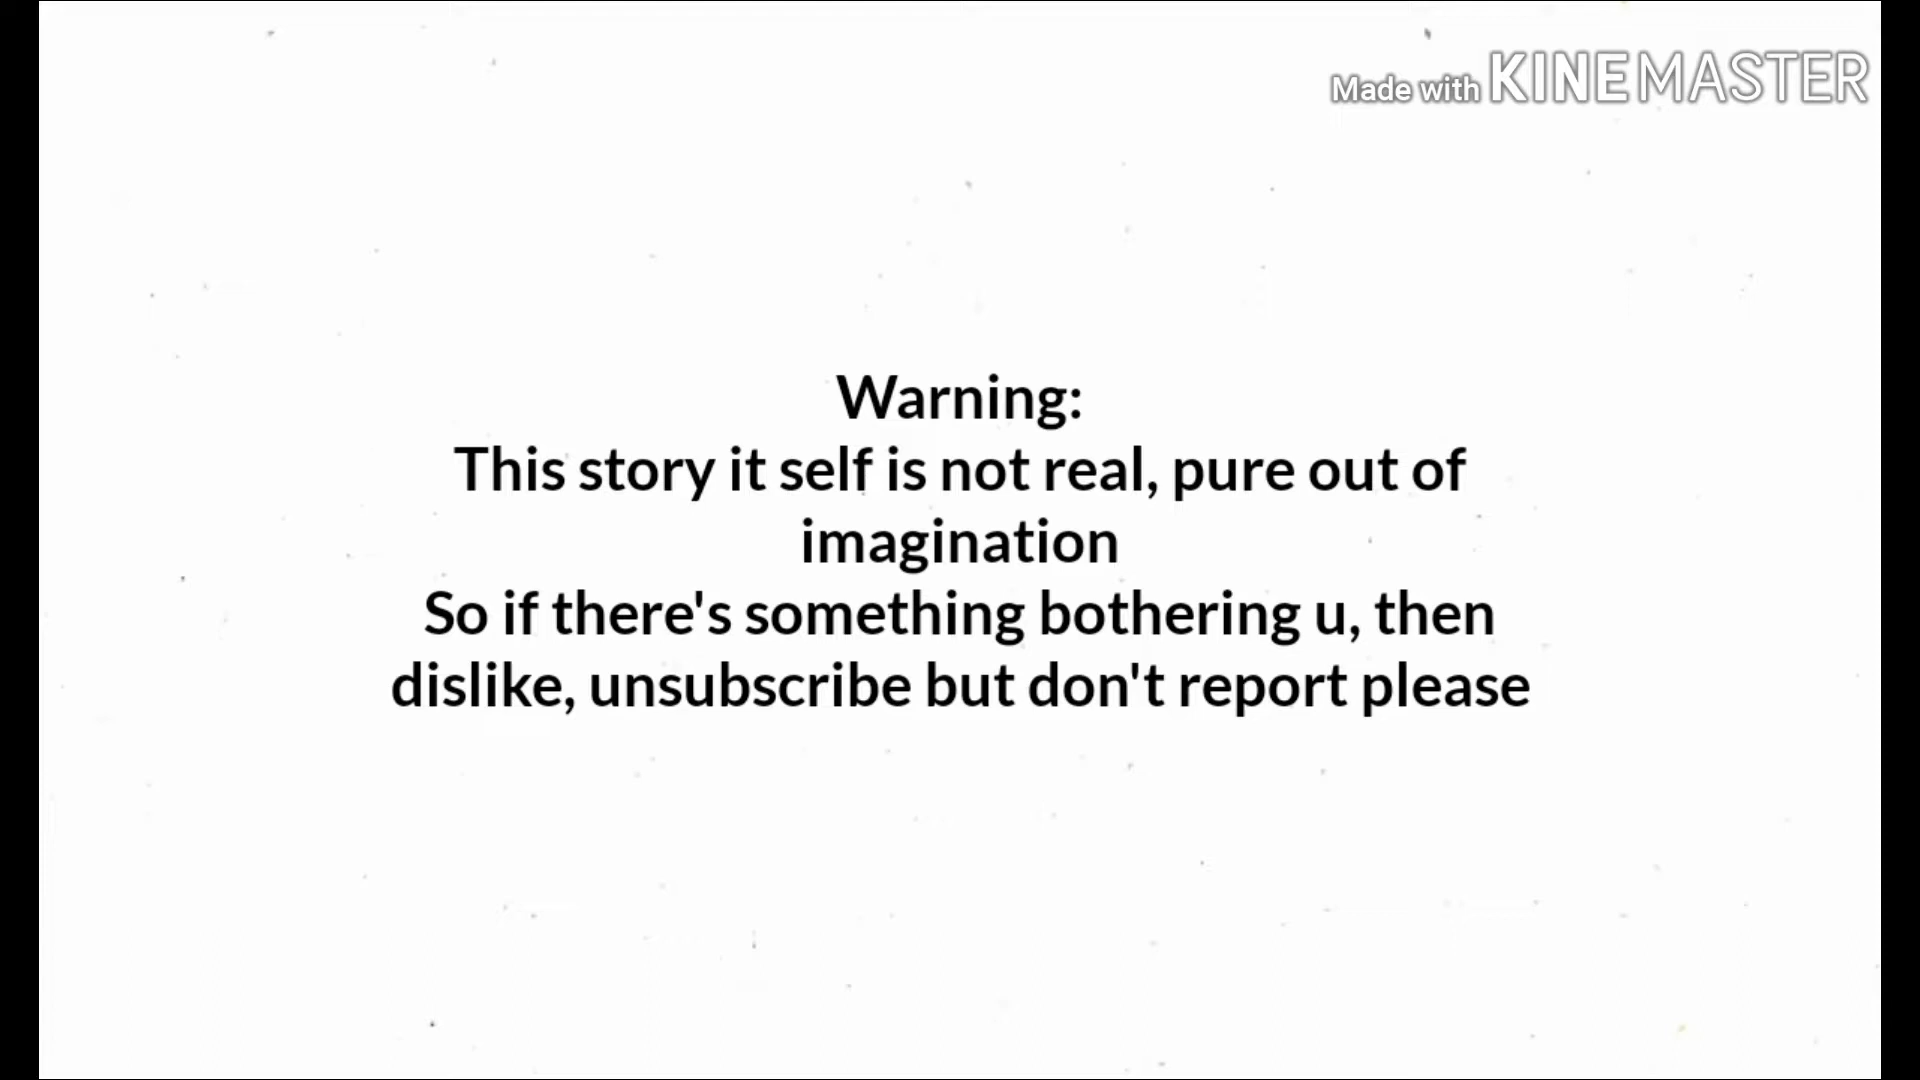 Made with KINEMASTER
Warning:
This story it self is not real, pure out of
imagination
So if there's something bothering u, then
dislike, unsubscribe but don't report please